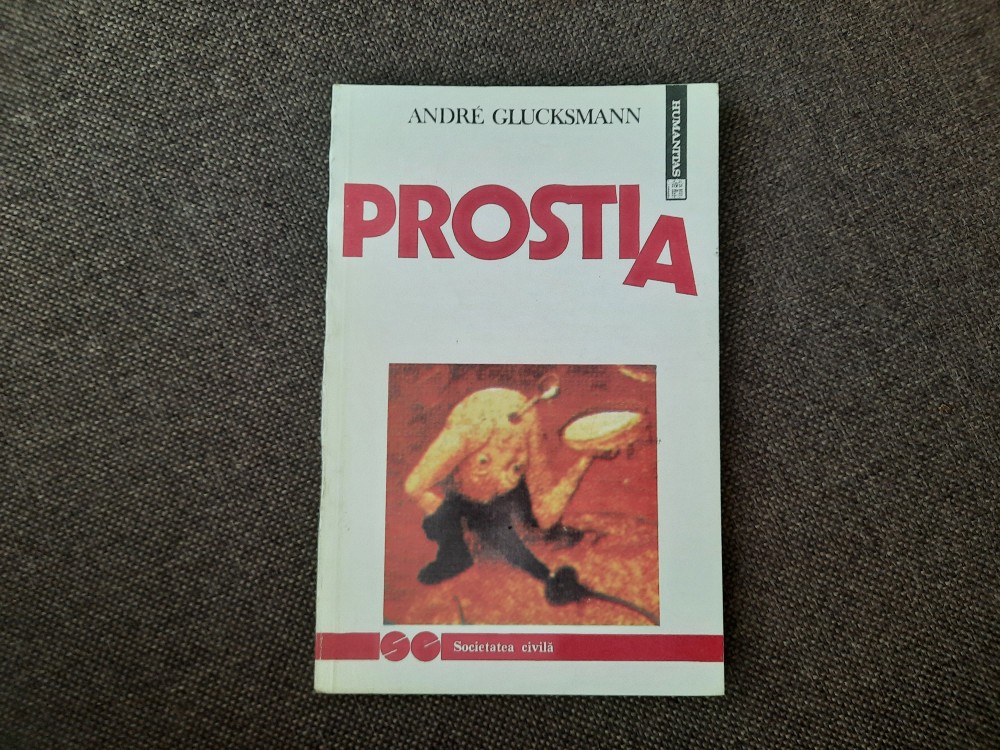 ANDRÉ GLUCKSMANN
HUMANITAS
PROSTIA
Societatea civilă